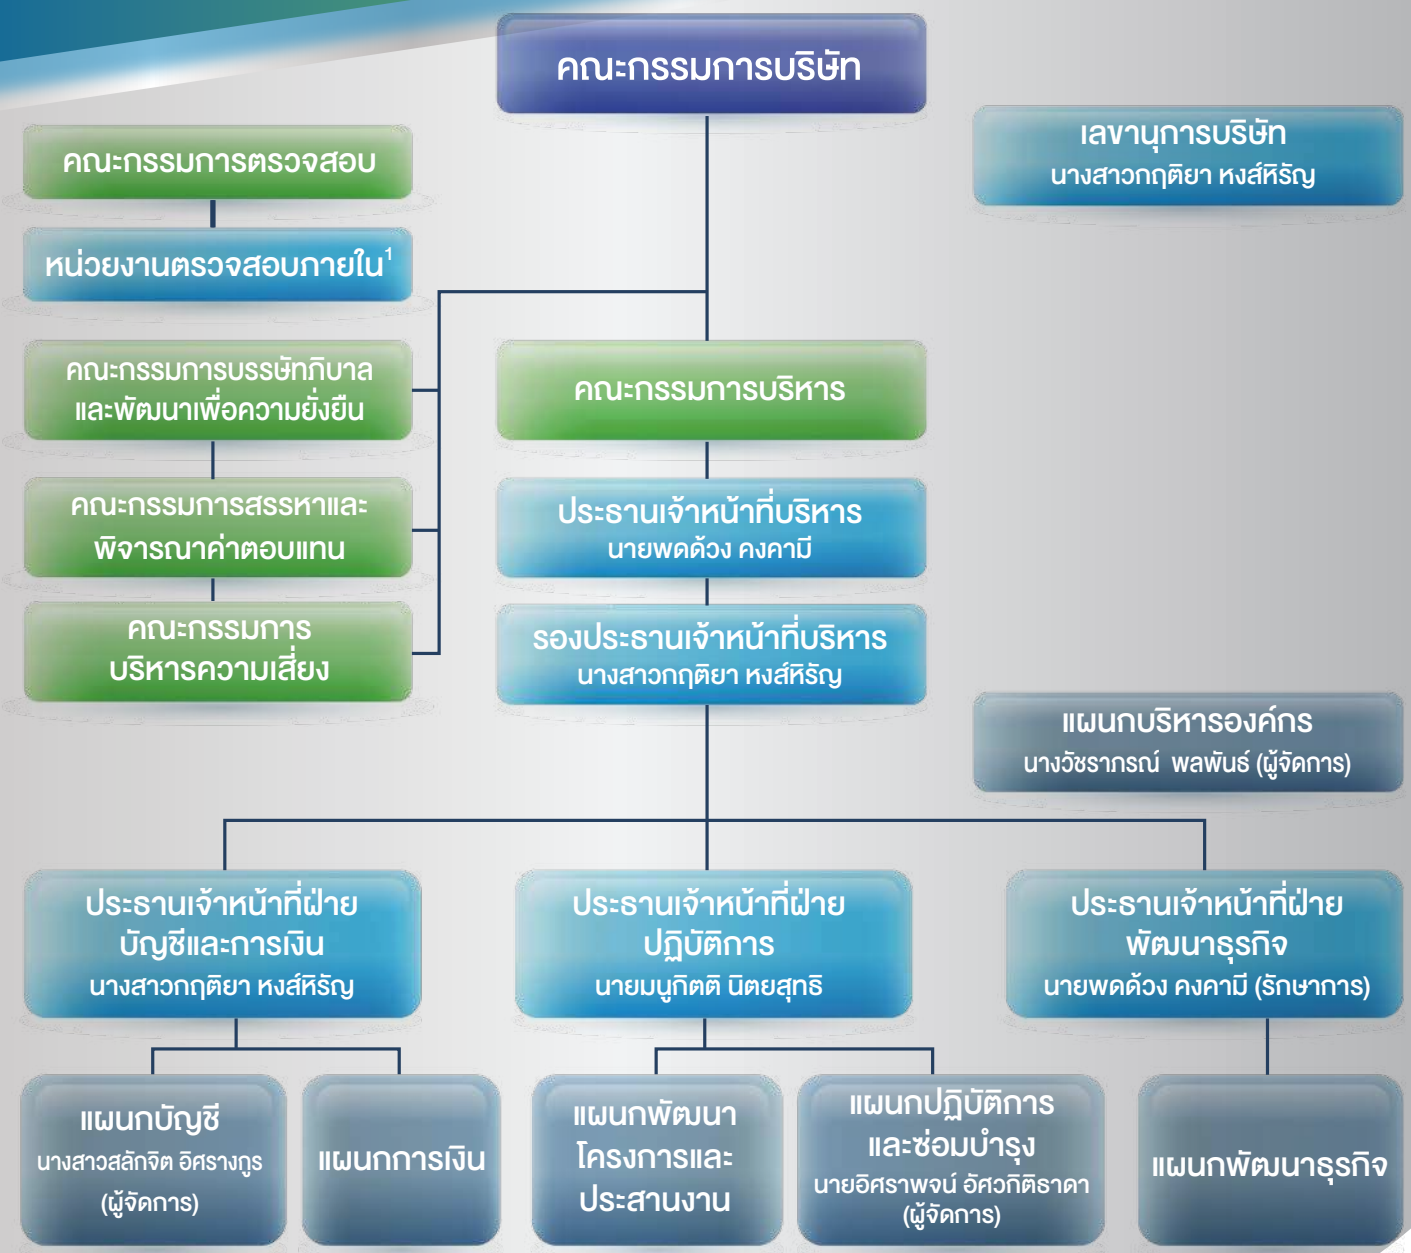 คณะกรรมการบริษัท
เลขานุการบริษัท
นางสาวกฤติยา หงส์หิรัญ
คณะกรรมการตรวจสอบ
หน่วยงานตรวจสอบภายใน¹
คณะกรรมการบรรษัทภิบาล
และพัฒนาเพื่อความยั่งยืน
คณะกรรมการสรรหาและ
พิจารณาค่าตอบแทน
คณะกรรมการ
บริหารความเสี่ยง
คณะกรรมการบริหาร
ประธานเจ้าหน้าที่บริหาร
นายพดด้วง คงคามี
รองประธานเจ้าหน้าที่บริหาร
นางสาวกฤติยา หงส์หิรัญ
แผนกบริหารองค์กร
นางวัชราภรณ์ พลพันธ์ (ผู้จัดการ)
ประธานเจ้าหน้าที่ฝ่าย
บัญชีและการเงิน
นางสาวกฤติยา หงส์หิรัญ
ประธานเจ้าหน้าที่ฝ่าย
ปฏิบัติการ
นายมนูกิตติ นิตยสุทธิ
ประธานเจ้าหน้าที่ฝ่าย
พัฒนาธุรกิจ
นายพดด้วง คงคามี (รักษาการ)
แผนกบัญชี
นางสาวสลักจิต อิศรางกูร
(ผู้จัดการ)
แผนกการเงิน
แผนกพัฒนา
โครงการและ
ประสานงาน
แผนกปฏิบัติการ
และซ่อมบำรุง
นายอิศราพจน์ อัศวกิติธาดา
(ผู้จัดการ)
แผนกพัฒนาธุรกิจ